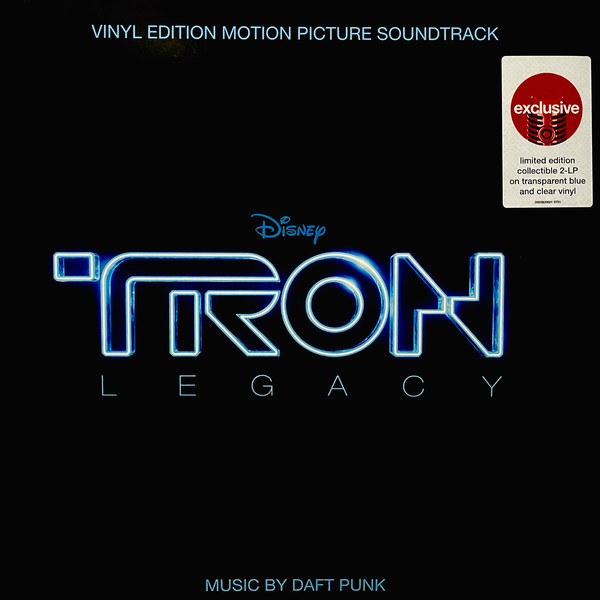 VINYL EDITION MOTION PICTURE SOUNDTRACK
exclusive
limited edition
collectible 2-LP
on transparent blue
and clear vinyl
Disney
TRON
LEGACY
MUSIC BY DAFT PUNK